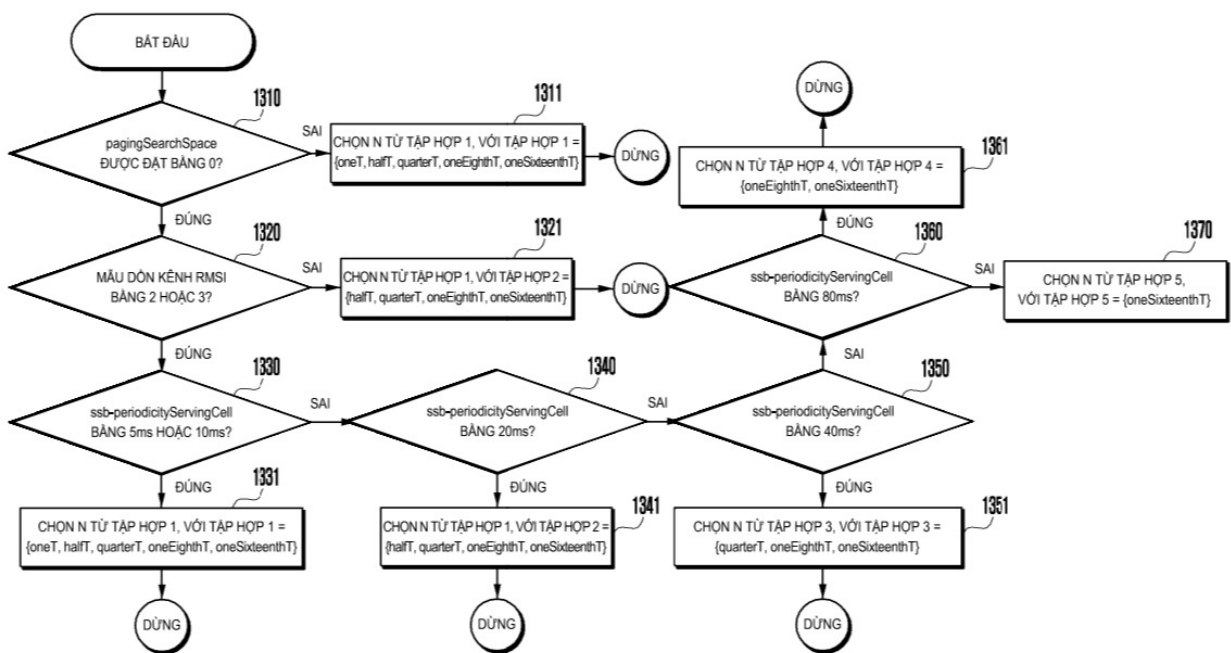 BẮT ĐẦU
1310
pagingSearchSpace
ĐƯỢC ĐẶT BẰNG 0?
SAI
1311
CHỌN N TỪ TẬP HỢP 1, VỚI TẬP HỢP 1 =
{oneT, halfT, quarterT, oneEighthT, oneSixteenthT}
DỪNG
ĐÚNG
1320
MẪU DỒN KÊNH RMSI
BẰNG 2 HOẶC 3?
SAI
1321
CHỌN N TỪ TẬP HỢP 1, VỚI TẬP HỢP 2 =
{halfT, quarterT, oneEighthT, oneSixteenthT}
DỪNG
ĐÚNG
1330
ssb-periodicityServingCell
BẰNG 5ms HOẶC 10ms?
SAI
ĐÚNG
1331
CHỌN N TỪ TẬP HỢP 1, VỚI TẬP HỢP 1 =
{oneT, halfT, quarterT, oneEighthT, oneSixteenthT}
DỪNG
1340
ssb-periodicityServingCell
BẰNG 20ms?
SAI
ĐÚNG
1341
CHỌN N TỪ TẬP HỢP 1, VỚI TẬP HỢP 2 =
{halfT, quarterT, oneEighthT, oneSixteenthT}
DỪNG
1350
ssb-periodicityServingCell
BẰNG 40ms?
ĐÚNG
1351
CHỌN N TỪ TẬP HỢP 3, VỚI TẬP HỢP 3 =
{quarterT, oneEighthT, oneSixteenthT}
DỪNG
SAI
1360
ssb-periodicityServingCell
BẰNG 80ms?
ĐÚNG
1361
CHỌN N TỪ TẬP HỢP 4, VỚI TẬP HỢP 4 =
{oneEighthT, oneSixteenthT}
DỪNG
SAI
1370
CHỌN N TỪ TẬP HỢP 5,
VỚI TẬP HỢP 5 = {oneSixteenthT}